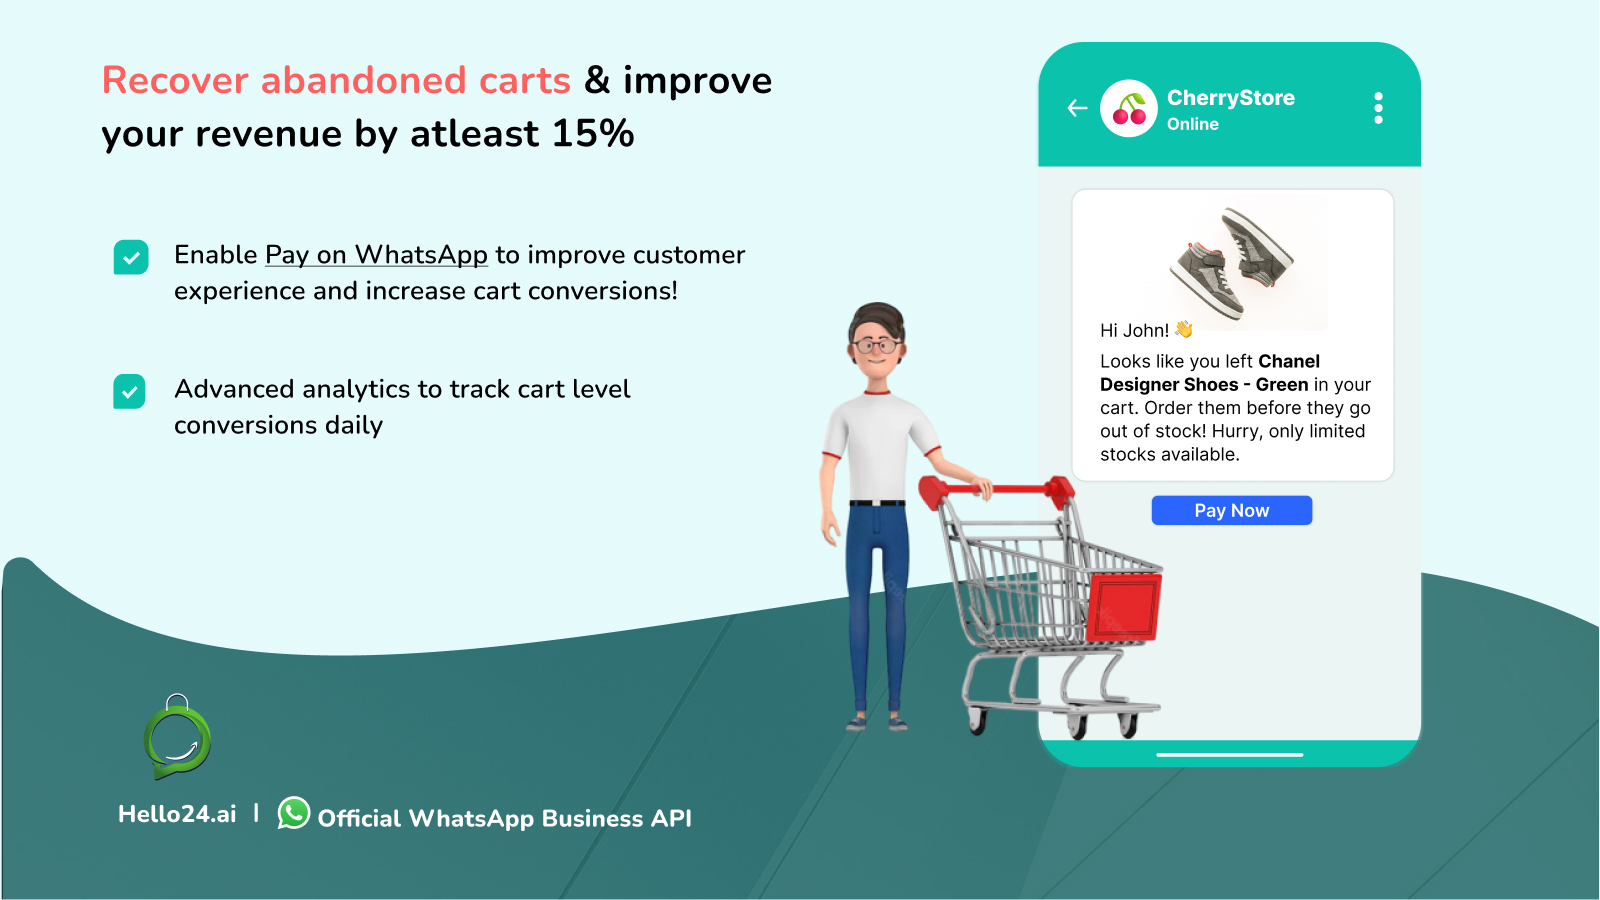 Recover abandoned carts & improve
your revenue by atleast 15%
Enable Pay on WhatsApp to improve customer
experience and increase cart conversions!
Advanced analytics to track cart level
conversions daily
Hello24.ai | Official WhatsApp Business API
CherryStore
Online
Hi John! 👋
Looks like you left Chanel
Designer Shoes - Green in your
cart. Order them before they go
out of stock! Hurry, only limited
stocks available.
Pay Now